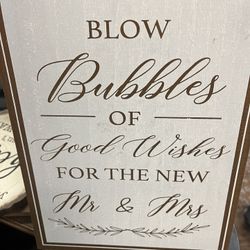 BLOW
Bubbles
OF
Good Wishes
FOR THE NEW
Mr & Mrs